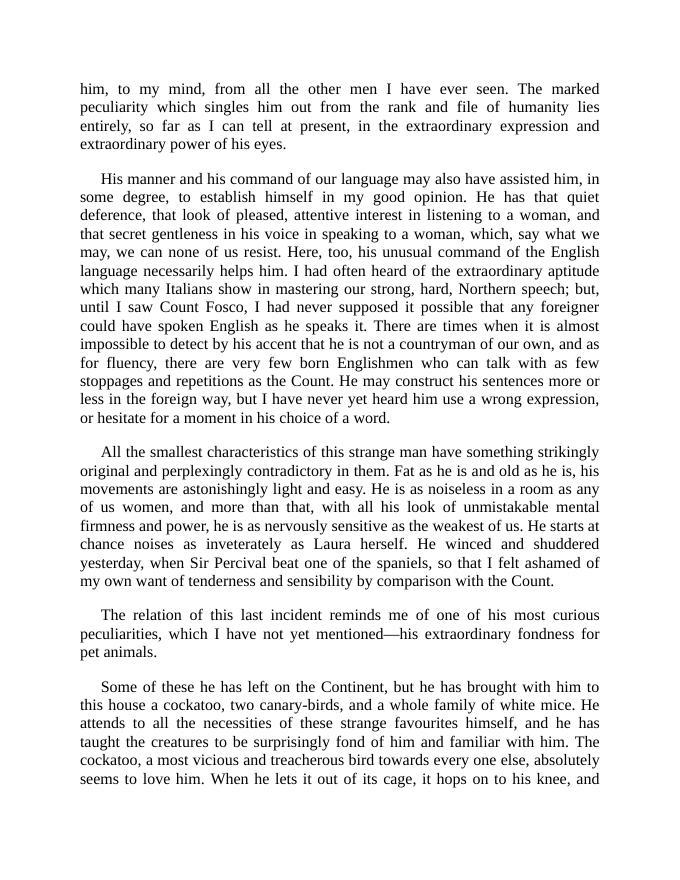 him, to my mind, from all the other men I have ever seen. The marked
peculiarity which singles him out from the rank and file of humanity lies
entirely, so far as I can tell at present, in the extraordinary expression and
extraordinary power of his eyes.
His manner and his command of our language may also have assisted him, in
some degree, to establish himself in my good opinion. He has that quiet
deference, that look of pleased, attentive interest in listening to a woman, and
that secret gentleness in his voice in speaking to a woman, which, say what we
may, we can none of us resist. Here, too, his unusual command of the English
language necessarily helps him. I had often heard of the extraordinary aptitude
which many Italians show in mastering our strong, hard, Northern speech; but,
until I saw Count Fosco, I had never supposed it possible that any foreigner
could have spoken English as he speaks it. There are times when it is almost
impossible to detect by his accent that he is not a countryman of our own, and as
for fluency, there are very few born Englishmen who can talk with as few
stoppages and repetitions as the Count. He may construct his sentences more or
less in the foreign way, but I have never yet heard him use a wrong expression,
or hesitate for a moment in his choice of a word.
All the smallest characteristics of this strange man have something strikingly
original and perplexingly contradictory in them. Fat as he is and old as he is, his
movements are astonishingly light and easy. He is as noiseless in a room as any
of us women, and more than that, with all his look of unmistakable mental
firmness and power, he is as nervously sensitive as the weakest of us. He starts at
chance noises as inveterately as Laura herself. He winced and shuddered
yesterday, when Sir Percival beat one of the spaniels, so that I felt ashamed of
my own want of tenderness and sensibility by comparison with the Count.
The relation of this last incident reminds me of one of his most curious
peculiarities, which I have not yet mentioned—his extraordinary fondness for
pet animals.
Some of these he has left on the Continent, but he has brought with him to
this house a cockatoo, two canary-birds, and a whole family of white mice. He
attends to all the necessities of these strange favourites himself, and he has
taught the creatures to be surprisingly fond of him and familiar with him. The
cockatoo, a most vicious and treacherous bird towards every one else, absolutely
seems to love him. When he lets it out of its cage, it hops on to his knee, and